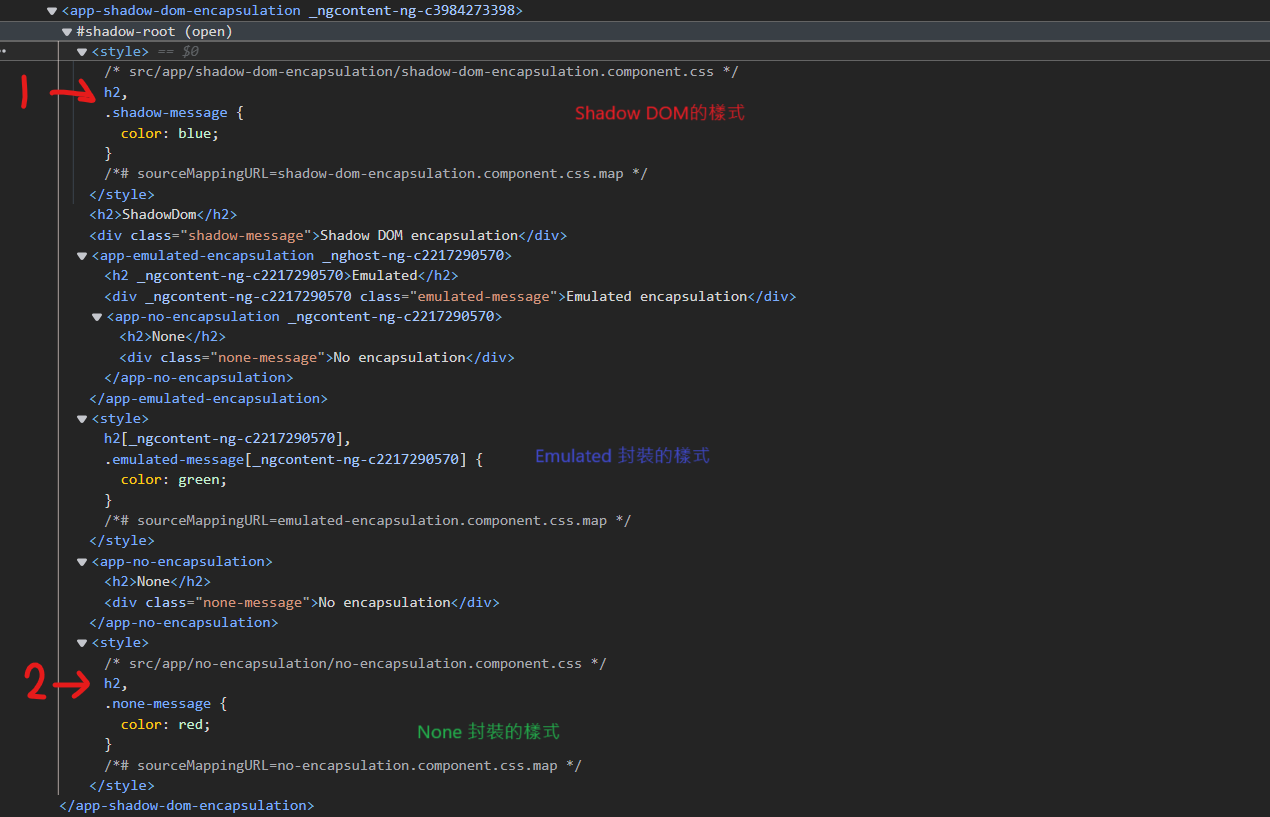 <app-shadow-dom-encapsulation _ngcontent-ng-c3984273398>
#shadow-root (open)
<style> == $0
/* src/app/shadow-dom-encapsulation/shadow-dom-encapsulation.component.css */
1 h2,
.shadow-message { Shadow DOM的樣式
color: blue;
}
/*# sourceMappingURL=shadow-dom-encapsulation.component.css.map */
</style>
<h2>ShadowDom</h2>
<div class="shadow-message">Shadow DOM encapsulation</div>
<app-emulated-encapsulation _nghost-ng-c2217290570>
<h2 _ngcontent-ng-c2217290570>Emulated</h2>
<div _ngcontent-ng-c2217290570 class="emulated-message">Emulated encapsulation</div>
<app-no-encapsulation _ngcontent-ng-c2217290570>
<h2>None</h2>
<div class="none-message">No encapsulation</div>
</app-no-encapsulation>
</app-emulated-encapsulation>
<style>
h2[_ngcontent-ng-c2217290570],
.emulated-message[_ngcontent-ng-c2217290570] { Emulated 封裝的樣式
color: green;
}
/*# sourceMappingURL=emulated-encapsulation.component.css.map */
</style>
<app-no-encapsulation>
<h2>None</h2>
<div class="none-message">No encapsulation</div>
</app-no-encapsulation>
<style>
/* src/app/no-encapsulation/no-encapsulation.component.css */
2 h2,
.none-message {
color: red; None 封裝的樣式
}
/*# sourceMappingURL=no-encapsulation.component.css.map */
</style>
</app-shadow-dom-encapsulation>